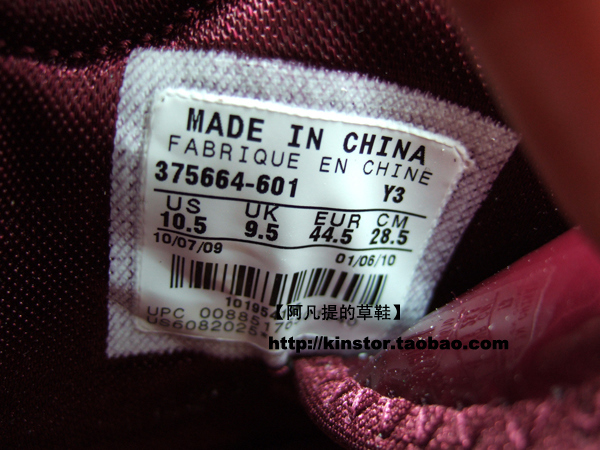 MADE IN CHINA
FABRIQUE EN CHINE
375664-601 Y3
US UK EUR CM
10.5 9.5 44.5 28.5
10/07/09 01/06/10
【阿凡提的草鞋】
UPC
http://kinstor.taobao.com